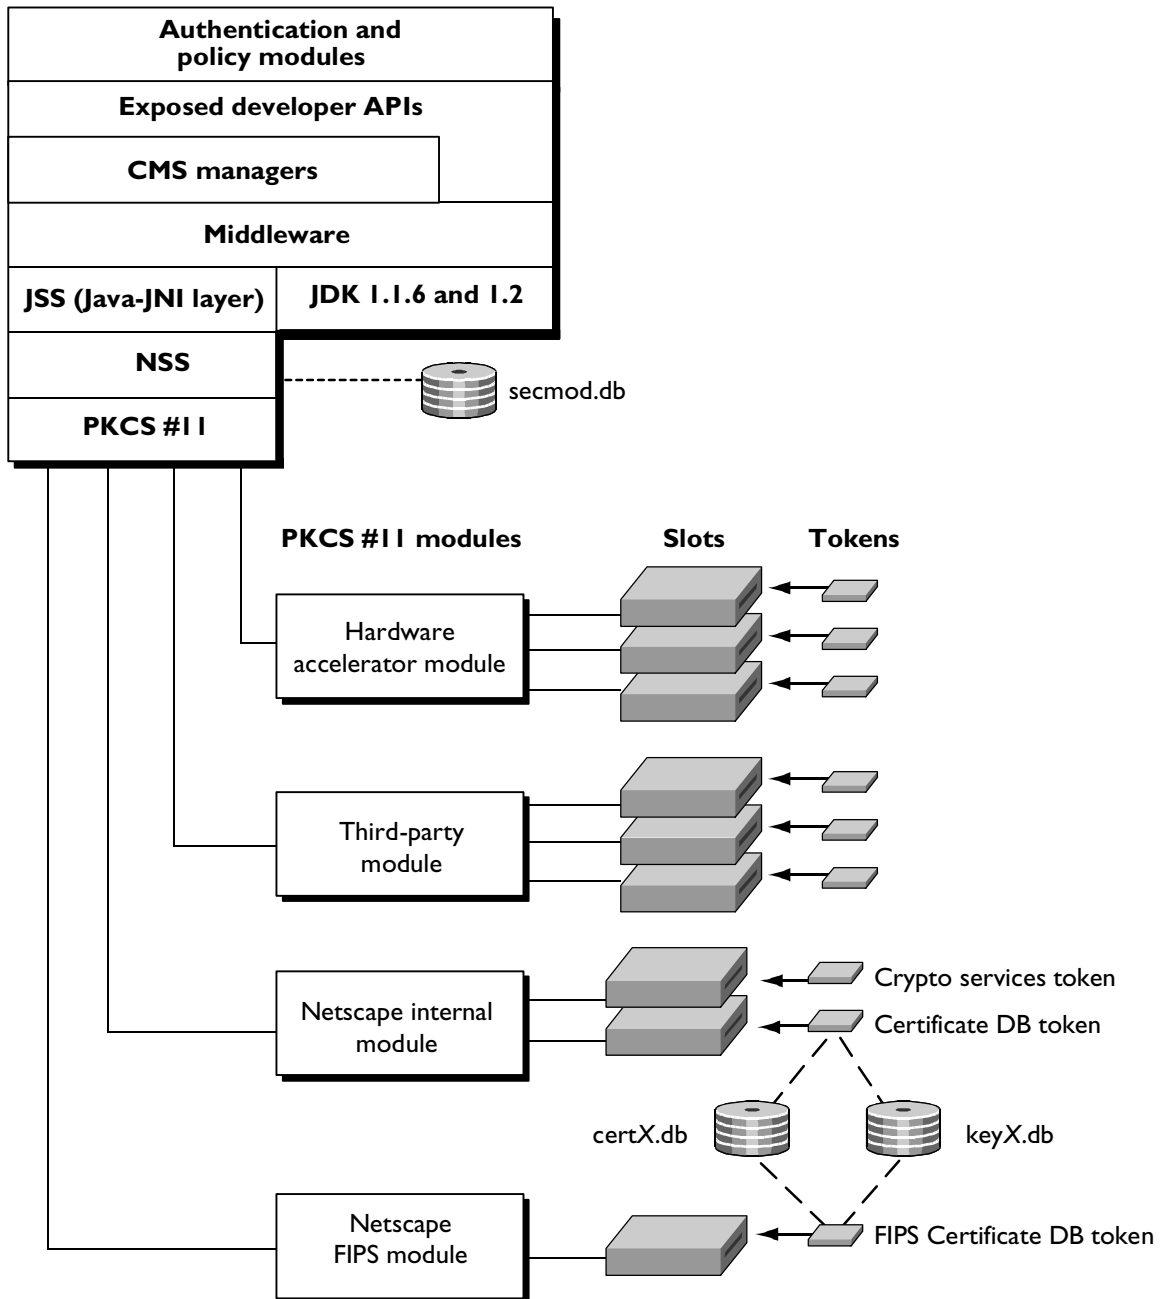 Authentication and
policy modules
Exposed developer APIs
CMS managers
Middleware
JSS (Java-JNI layer)
JDK 1.1.6 and 1.2
NSS
secmod.db
PKCS #11
PKCS #11 modules
Slots
Tokens
Hardware
accelerator module
Third-party
module
Netscape internal
module
Crypto services token
Certificate DB token
certX.db
keyX.db
Netscape
FIPS module
FIPS Certificate DB token